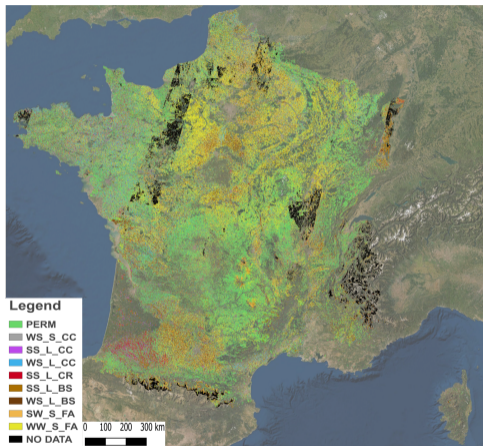 Legend
PERM
WS_S_CC
SS_L_CC
WS_L_CC
SS_L_CR
SS_L_BS
WS_L_BS
SW_S_FA
WW_S_FA
NO DATA
0 100 200 300 km